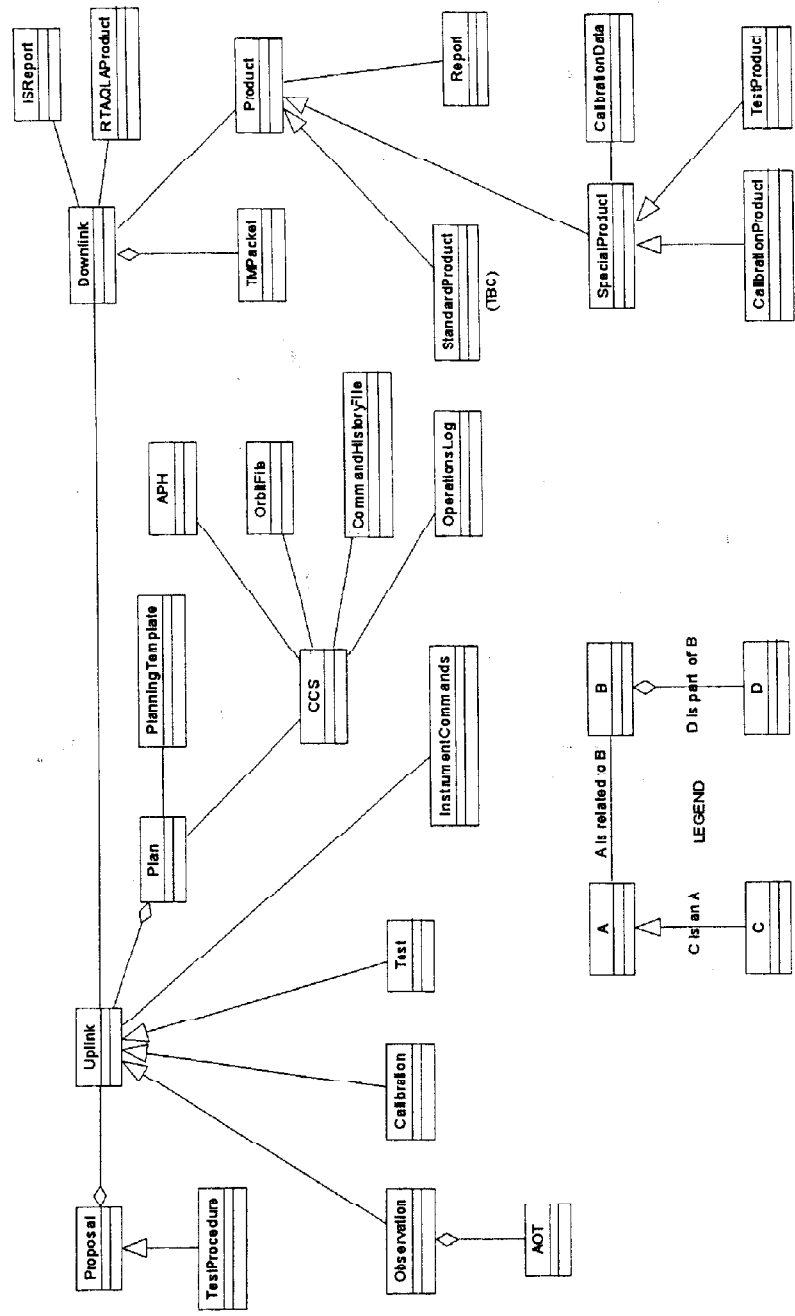 Proposal
TestProcedure
Uplink
Observation
AOT
Calibration
Test
Plan
PlanningTemplate
InstrumentCommands
CCS
APH
OrbitFile
CommandHistoryFile
OperationsLog
Downlink
ISReport
RTAQLAProduct
TMPacket
Product
Report
StandardProduct
(TBC)
SpecialProduct
CalibrationData
CalibrationProduct
TestProduct
A
A is related to B
B
C is an A
LEGEND
D is part of B
C
D